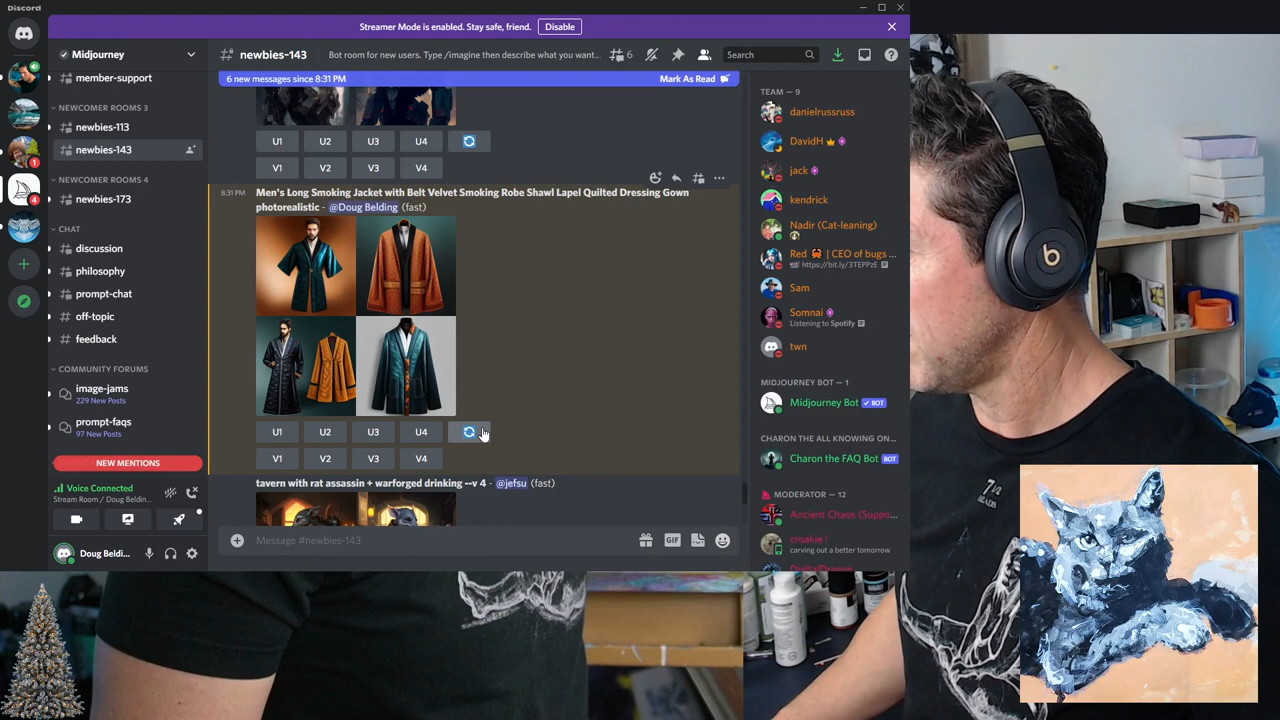 Discord
Streamer Mode is enabled. Stay safe, friend.
Disable
Midjourney
newbies-143
Bot room for new users. Type /imagine then describe what you want...
6
Search
member-support
NEWCOMER ROOMS 3
newbies-113
newbies-143
NEWCOMER ROOMS 4
newbies-173
CHAT
discussion
philosophy
prompt-chat
off-topic
feedback
COMMUNITY FORUMS
image-jams
229 New Posts
prompt-faqs
97 New Posts
NEW MENTIONS
Voice Connected
Stream Room / Doug Beldin...
Doug Beldi...
1
4
6 new messages since 8:31 PM
Mark As Read
U1 U2 U3 U4
V1 V2 V3 V4
8:31 PM
Men's Long Smoking Jacket with Belt Velvet Smoking Robe Shawl Lapel Quilted Dressing Gown
photorealistic - @Doug Belding (fast)
U1 U2 U3 U4
V1 V2 V3 V4
tavern with rat assassin + warforged drinking --v 4 - @jefsu (fast)
Message #newbies-143
GIF
TEAM — 9
danielrussruss
DavidH
jack
kendrick
Nadir (Cat-leaning)
Red | CEO of bugs ...
https://bit.ly/3TEPPzE
Sam
Somnai
Listening to Spotify
twn
MIDJOURNEY BOT — 1
Midjourney Bot
BOT
CHARON THE ALL KNOWING ON...
Charon the FAQ Bot
BOT
MODERATOR — 12
Ancient Chaos (Suppo...
croakie !
carving out a better tomorrow
DigitalDragon
b
HEADS